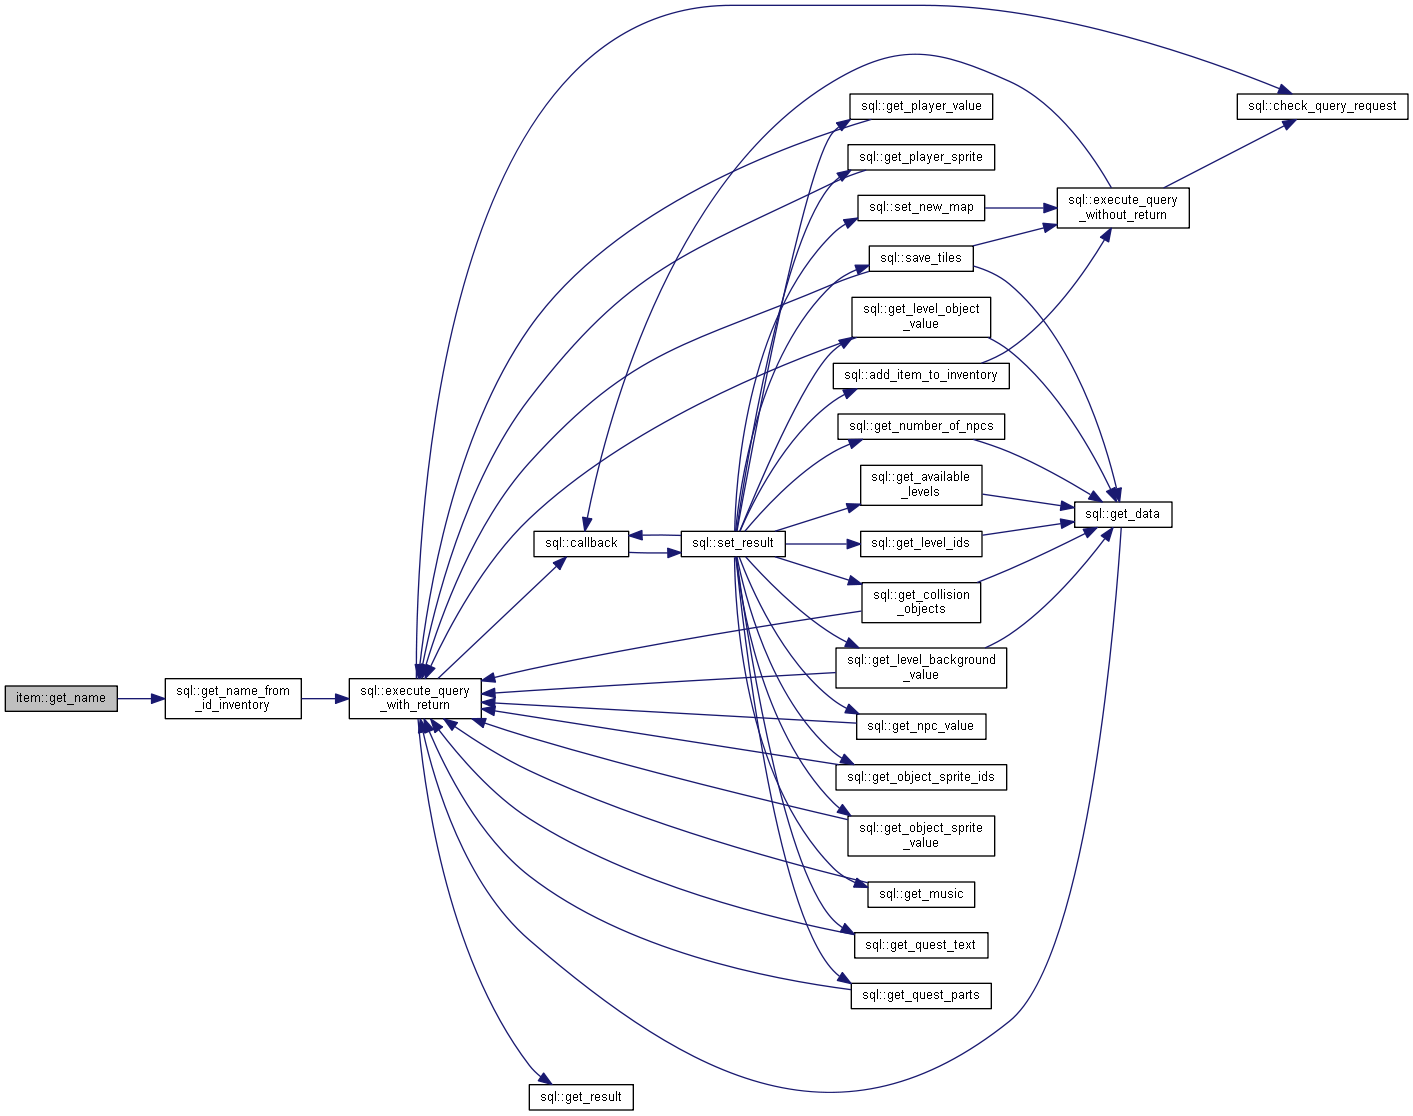 sql::get_player_value
sql::check_query_request
sql::get_player_sprite
sql::set_new_map
sql::execute_query
_without_return
sql::save_tiles
sql::get_level_object
_value
sql::add_item_to_inventory
sql::get_number_of_npcs
sql::get_available
_levels
sql::get_data
sql::callback
sql::set_result
sql::get_level_ids
sql::get_collision
_objects
sql::get_level_background
_value
item::get_name
sql::get_name_from
_id_inventory
sql::execute_query
_with_return
sql::get_npc_value
sql::get_object_sprite_ids
sql::get_object_sprite
_value
sql::get_music
sql::get_quest_text
sql::get_quest_parts
sql::get_result